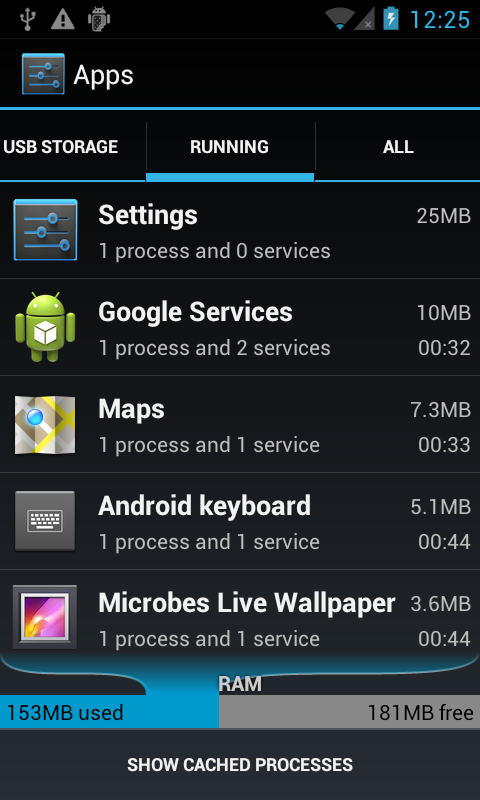 12:25
Apps
USB STORAGE
RUNNING
ALL
Settings
25MB
1 process and 0 services
Google Services
10MB
1 process and 2 services
00:32
Maps
7.3MB
1 process and 1 service
00:33
Android keyboard
5.1MB
1 process and 1 service
00:44
Microbes Live Wallpaper
3.6MB
1 process and 1 service
00:44
RAM
153MB used
181MB free
SHOW CACHED PROCESSES